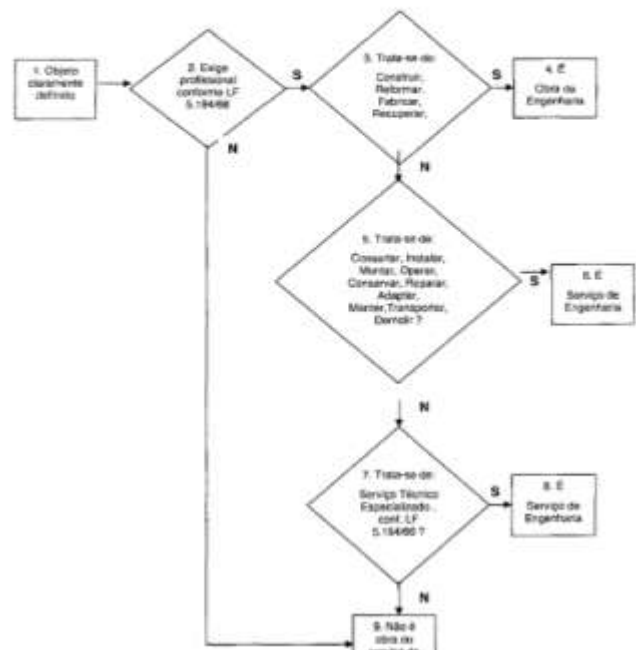 1. Objeto
claramente
definido
2. Exige
profissional
conforme LF
5.194/66
S
N
3. Trata-se de:
Construir,
Reformar,
Fabricar,
Recuperar,
S
N
4. É
Obra de
Engenharia
5. Trata-se de:
Consertar, Instalar,
Montar, Operar,
Conservar, Reparar,
Adaptar,
Manter,Transportar,
Demolir ?
S
N
6. É
Serviço de
Engenharia
7. Trata-se de:
Serviço Técnico
Especializado ,
conf. LF
5.194/66 ?
S
N
8. É
Serviço de
Engenharia
9. Não é
obra ou